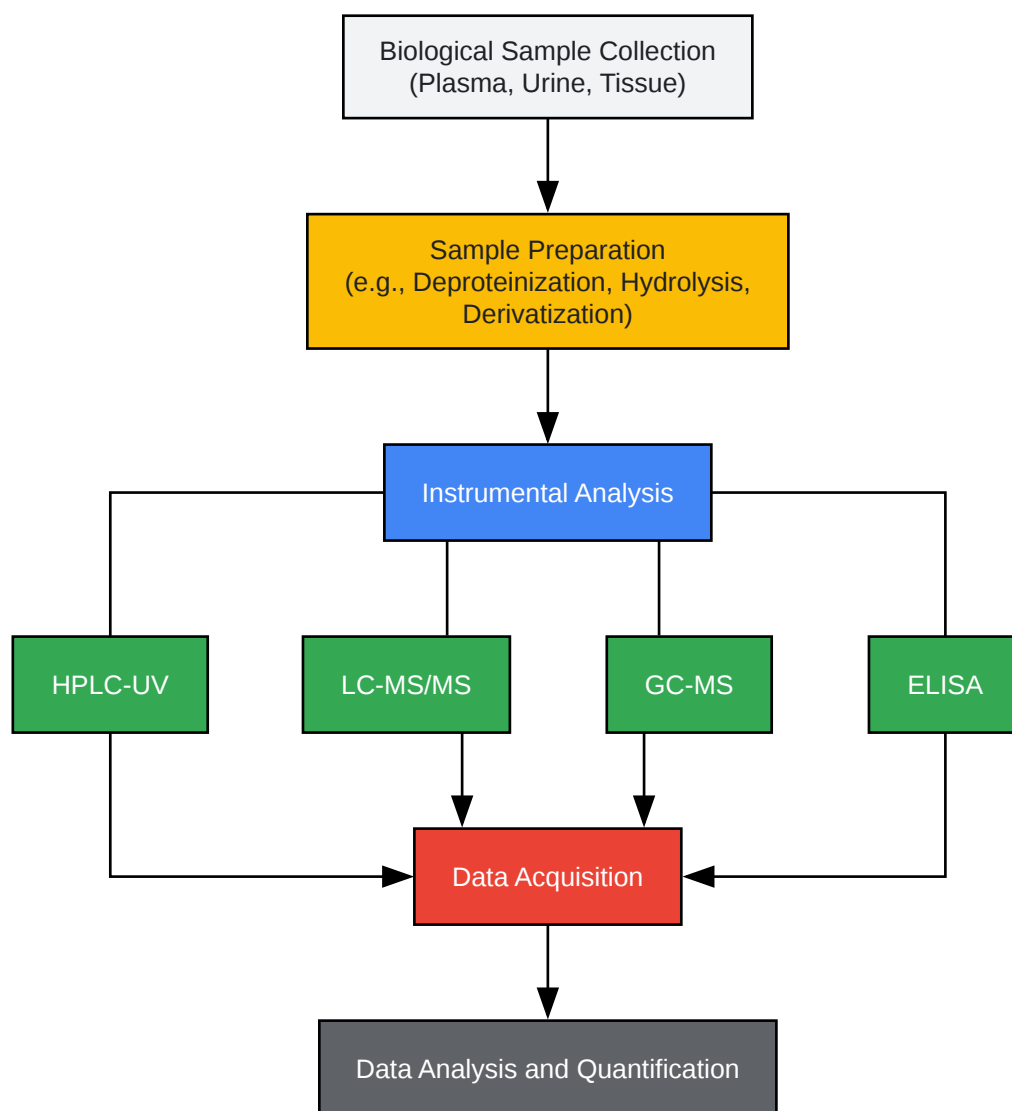 Biological Sample Collection
(Plasma, Urine, Tissue)
Sample Preparation
(e.g., Deproteinization, Hydrolysis,
Derivatization)
Instrumental Analysis
HPLC-UV
LC-MS/MS
GC-MS
ELISA
Data Acquisition
Data Analysis and Quantification